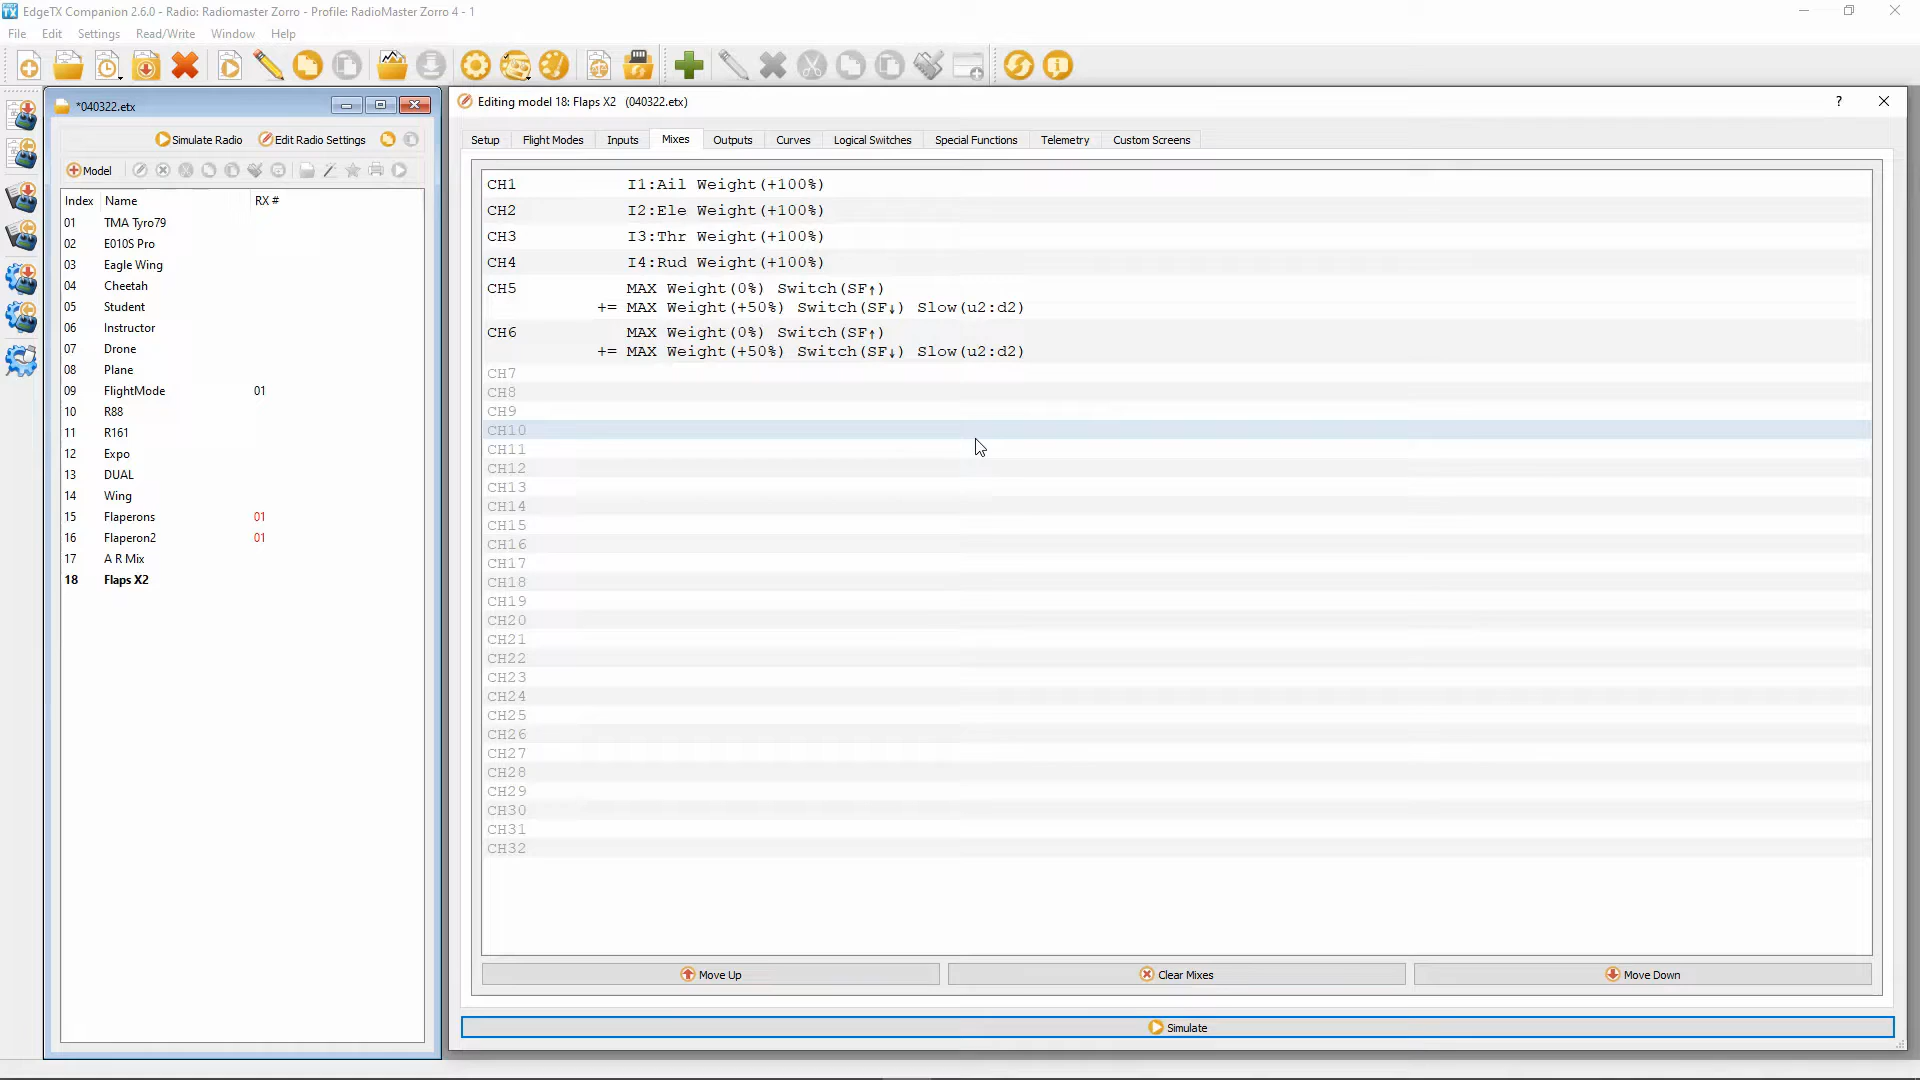 EdgeTX Companion 2.6.0 - Radio: Radiomaster Zorro - Profile: RadioMaster Zorro 4 - 1
File Edit Settings Read/Write Window Help
*040322.etx
Simulate Radio Edit Radio Settings
Model
Index Name RX #
01 TMA Tyro79
02 E010S Pro
03 Eagle Wing
04 Cheetah
05 Student
06 Instructor
07 Drone
08 Plane
09 FlightMode 01
10 R88
11 R161
12 Expo
13 DUAL
14 Wing
15 Flaperons 01
16 Flaperon2 01
17 A R Mix
18 Flaps X2
Editing model 18: Flaps X2 (040322.etx)
Setup Flight Modes Inputs Mixes Outputs Curves Logical Switches Special Functions Telemetry Custom Screens
CH1 I1:Ail Weight(+100%)
CH2 I2:Ele Weight(+100%)
CH3 I3:Thr Weight(+100%)
CH4 I4:Rud Weight(+100%)
CH5 MAX Weight(0%) Switch(SF↑)
+= MAX Weight(+50%) Switch(SF↓) Slow(u2:d2)
CH6 MAX Weight(0%) Switch(SF↑)
+= MAX Weight(+50%) Switch(SF↓) Slow(u2:d2)
CH7
CH8
CH9
CH10
CH11
CH12
CH13
CH14
CH15
CH16
CH17
CH18
CH19
CH20
CH21
CH22
CH23
CH24
CH25
CH26
CH27
CH28
CH29
CH30
CH31
CH32
Move Up Clear Mixes Move Down
Simulate